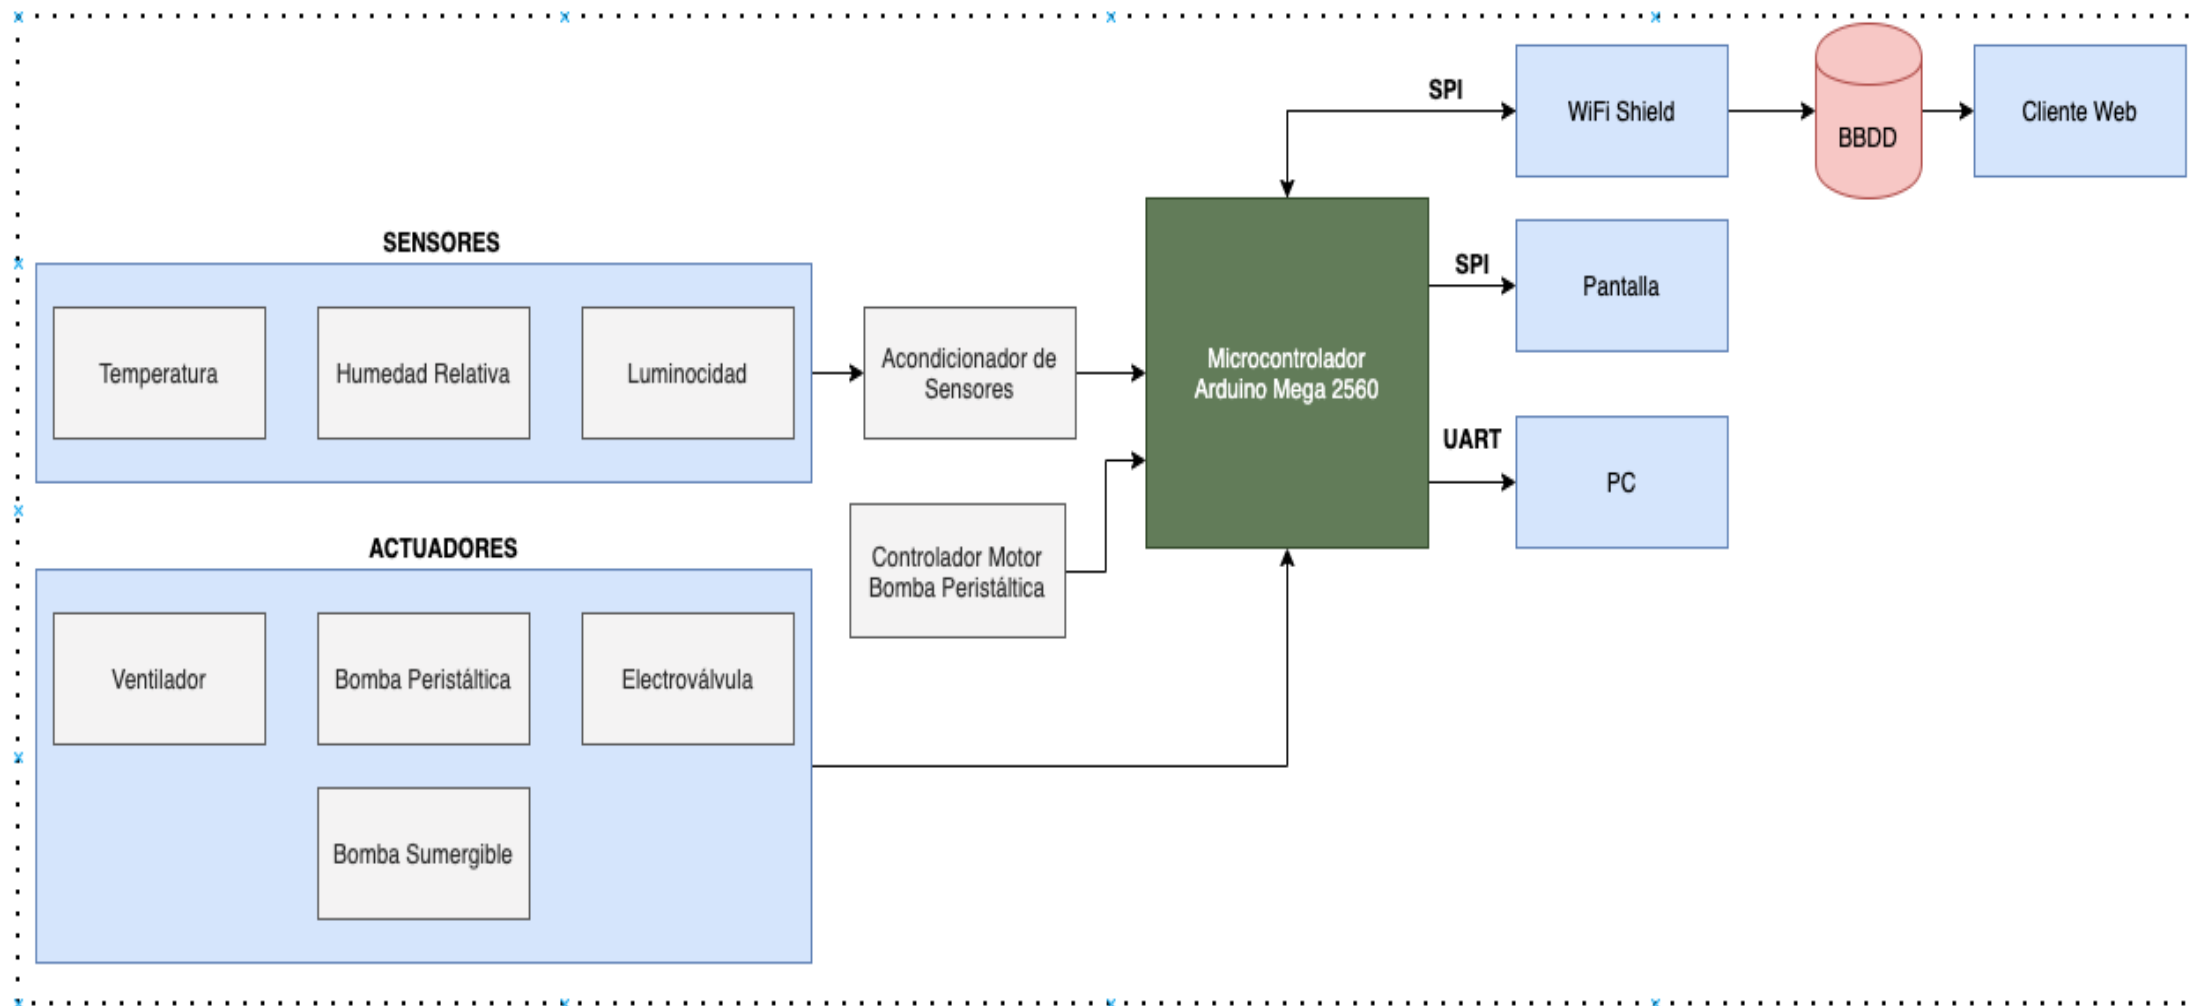 SPI
WiFi Shield
BBDD
Cliente Web
SENSORES
SPI
Pantalla
Temperatura
Humedad Relativa
Luminocidad
Acondicionador de
Sensores
Microcontrolador
Arduino Mega 2560
UART
PC
ACTUADORES
Controlador Motor
Bomba Peristáltica
Ventilador
Bomba Peristáltica
Electroválvula
Bomba Sumergible